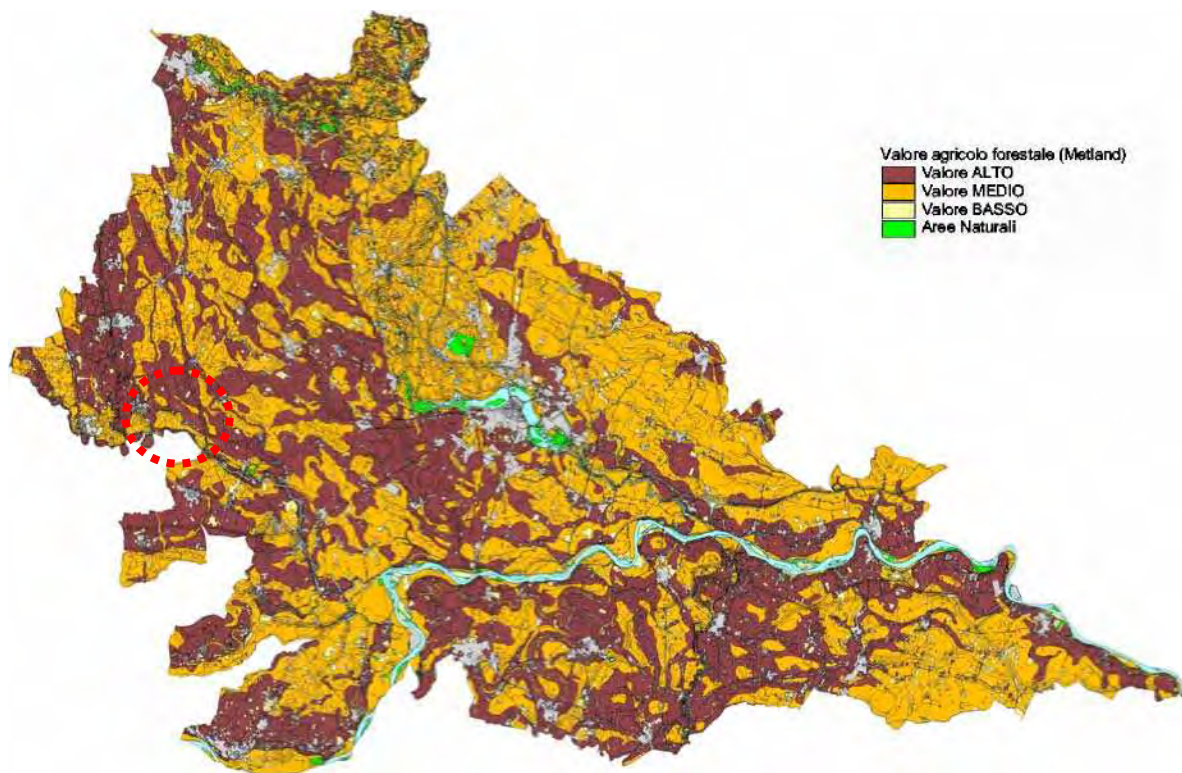 Valore agricolo forestale (Metland)
Valore ALTO
Valore MEDIO
Valore BASSO
Aree Naturali